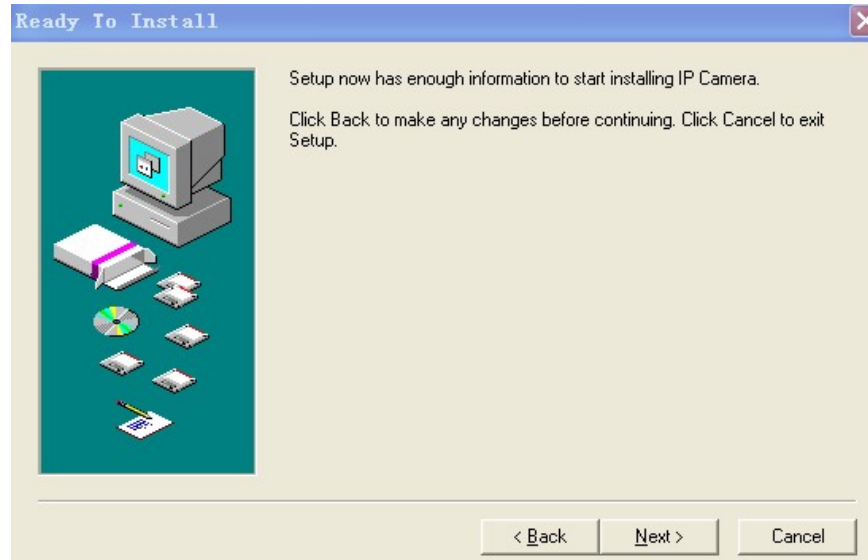 Ready To Install
Setup now has enough information to start installing IP Camera.
Click Back to make any changes before continuing. Click Cancel to exit
Setup.
< Back
Next >
Cancel